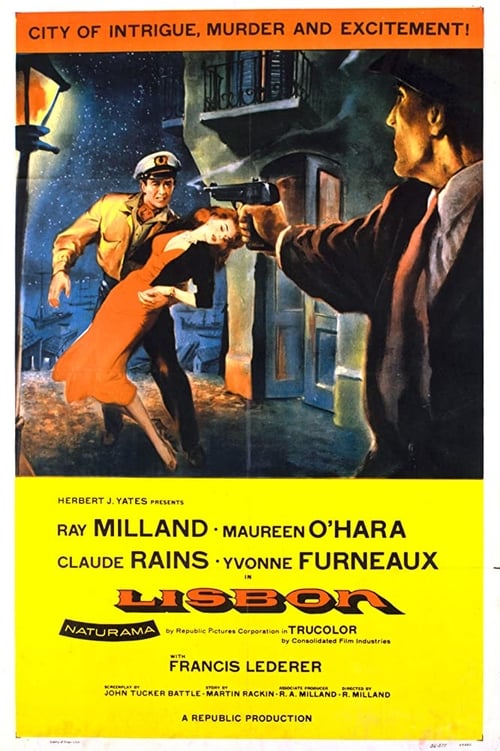 CITY OF INTRIGUE, MURDER AND EXCITEMENT!
HERBERT J. YATES PRESENTS
RAY MILLAND · MAUREEN O'HARA
CLAUDE RAINS · YVONNE FURNEAUX
IN
LISBON
NATURAMA by Republic Pictures Corporation in TRUCOLOR
by Consolidated Film Industries
WITH
FRANCIS LEDERER
SCREENPLAY BY STORY BY ASSOCIATE PRODUCER DIRECTED BY
JOHN TUCKER BATTLE · MARTIN RACKIN · R. A. MILLAND · R. MILLAND
A REPUBLIC PRODUCTION